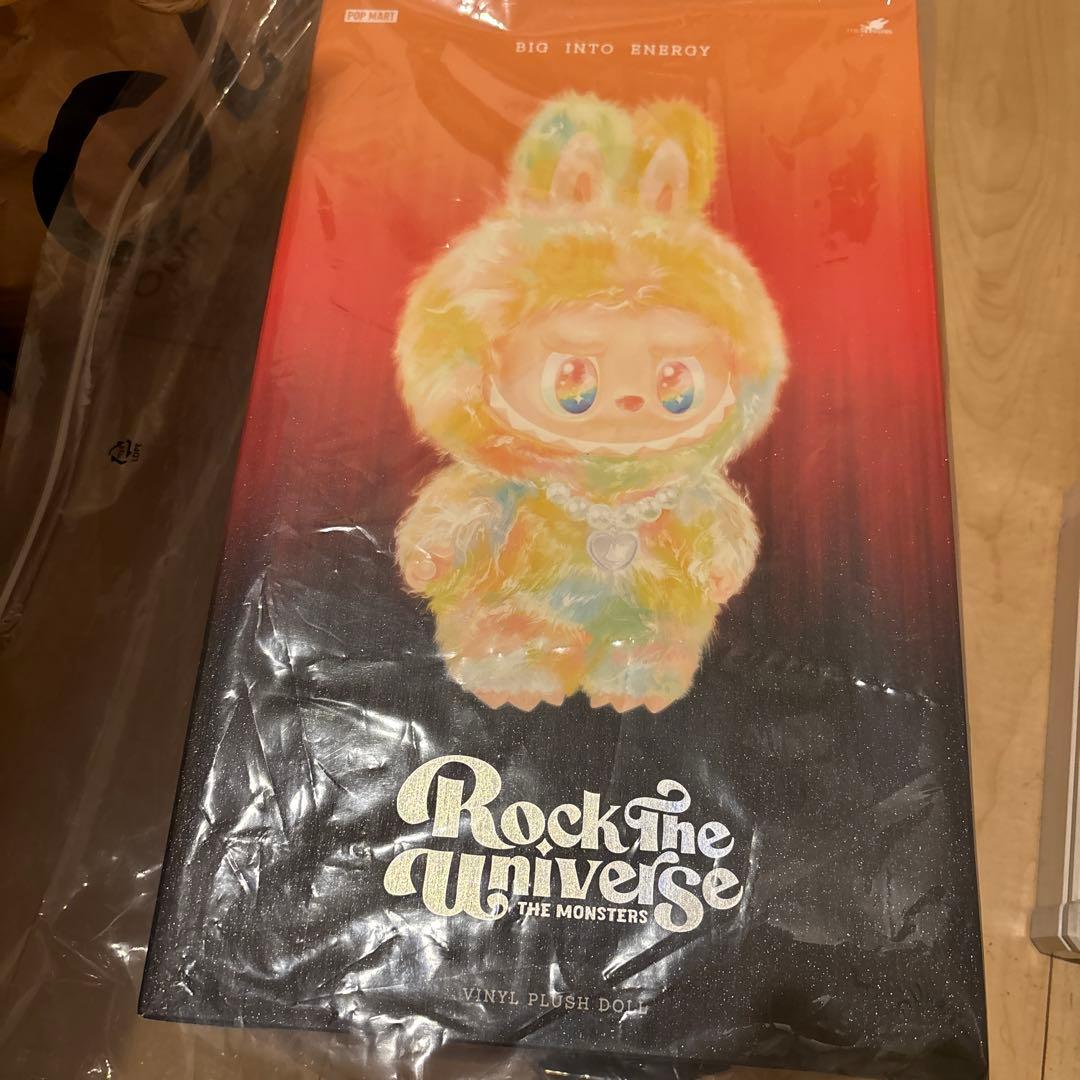 POP MART
BIG INTO ENERGY
Rock The
Universe
THE MONSTERS
VINYL PLUSH DOLL